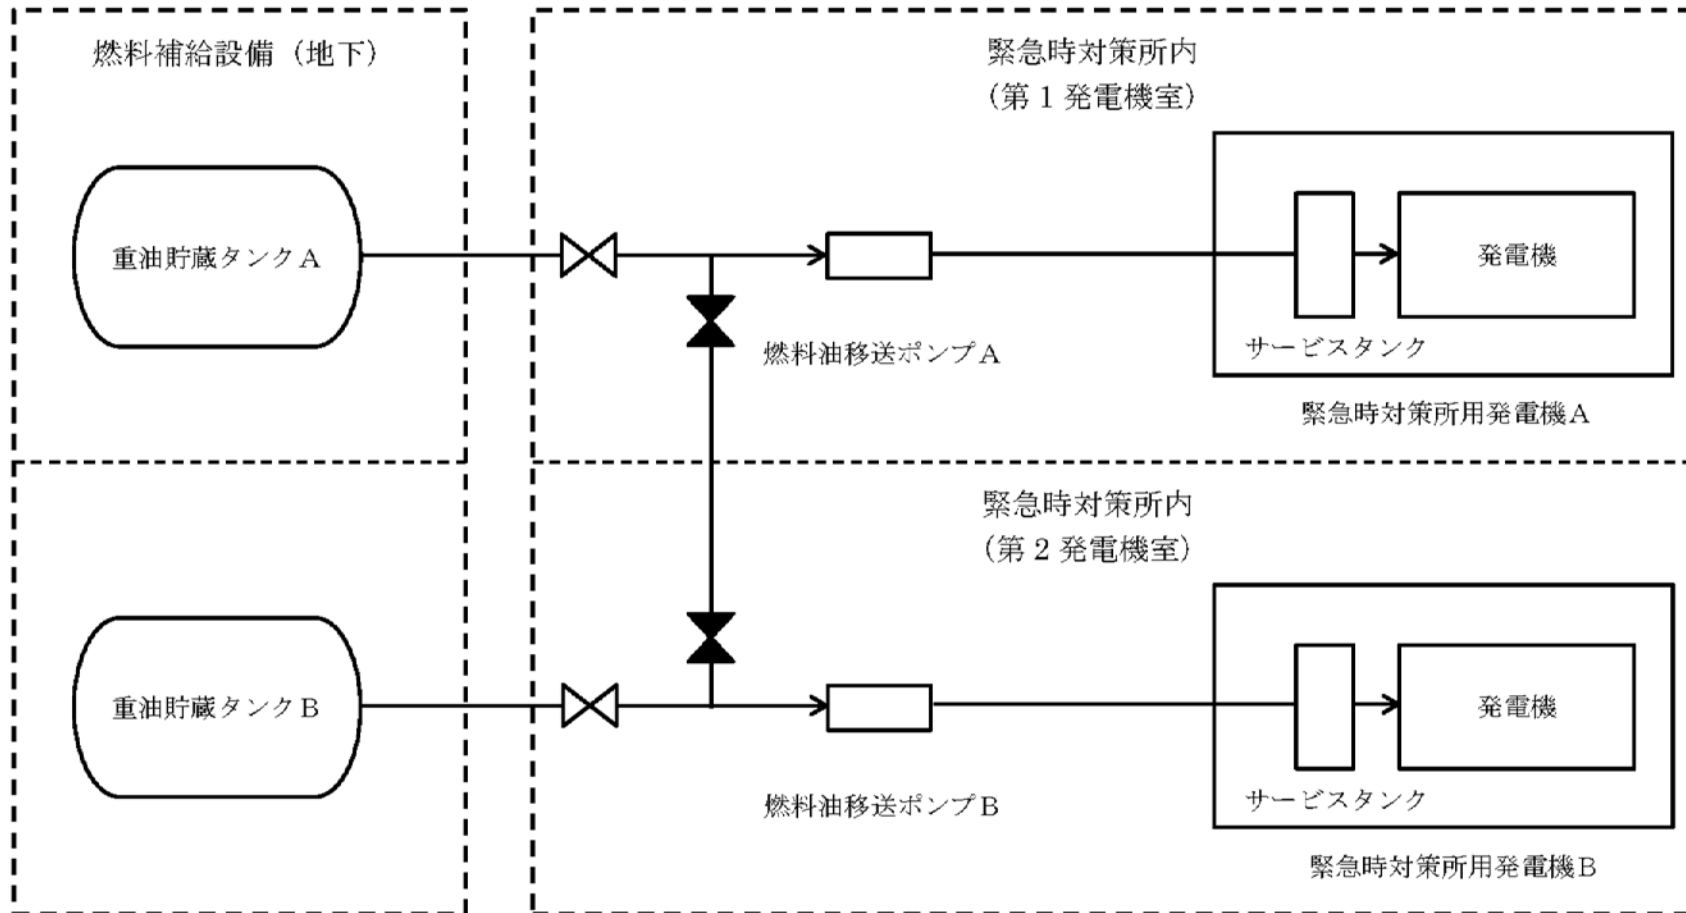 燃料補給設備（地下）
緊急時対策所内
（第1発電機室）
重油貯蔵タンクA
発電機
燃料油移送ポンプA
サービスタンク
緊急時対策所用発電機A
緊急時対策所内
（第2発電機室）
重油貯蔵タンクB
発電機
燃料油移送ポンプB
サービスタンク
緊急時対策所用発電機B